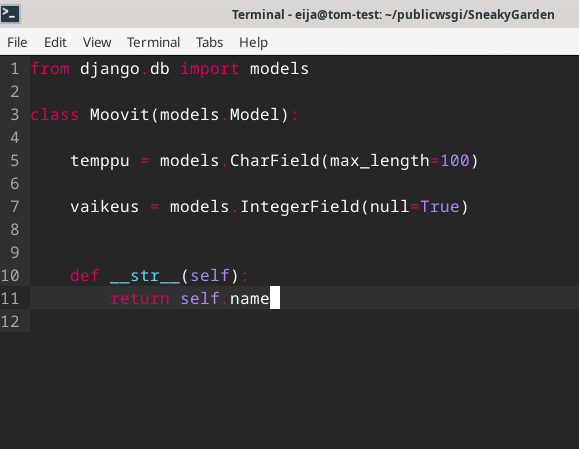 Terminal - eija@tom-test: ~/publicwsgi/SneakyGarden
File Edit View Terminal Tabs Help
1 from django.db import models
2
3 class Moovit(models.Model):
4
5     temppu = models.CharField(max_length=100)
6
7     vaikeus = models.IntegerField(null=True)
8
9
10     def __str__(self):
11         return self.name
12